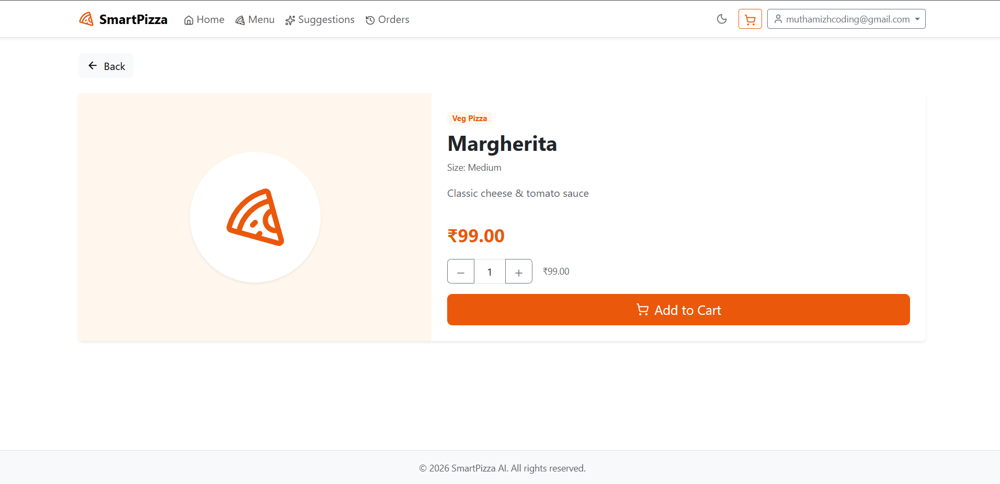 SmartPizza Home Menu Suggestions Orders muthamizhcoding@gmail.com
Back
Veg Pizza
Margherita
Size: Medium
Classic cheese & tomato sauce
₹99.00
− 1 + ₹99.00
Add to Cart
© 2026 SmartPizza AI. All rights reserved.